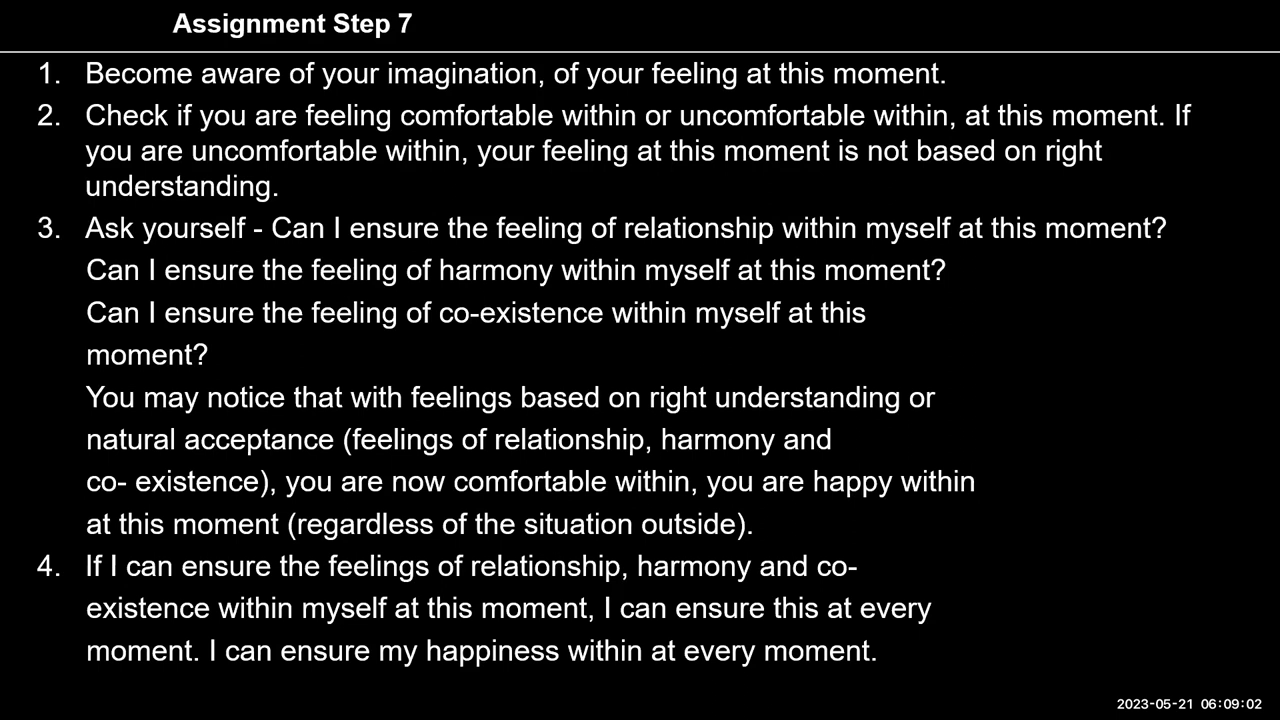 Assignment Step 7
1. Become aware of your imagination, of your feeling at this moment.
2. Check if you are feeling comfortable within or uncomfortable within, at this moment. If
you are uncomfortable within, your feeling at this moment is not based on right
understanding.
3. Ask yourself - Can I ensure the feeling of relationship within myself at this moment?
Can I ensure the feeling of harmony within myself at this moment?
Can I ensure the feeling of co-existence within myself at this
moment?
You may notice that with feelings based on right understanding or
natural acceptance (feelings of relationship, harmony and
co- existence), you are now comfortable within, you are happy within
at this moment (regardless of the situation outside).
4. If I can ensure the feelings of relationship, harmony and co-
existence within myself at this moment, I can ensure this at every
moment. I can ensure my happiness within at every moment.
2023-05-21 06:09:02